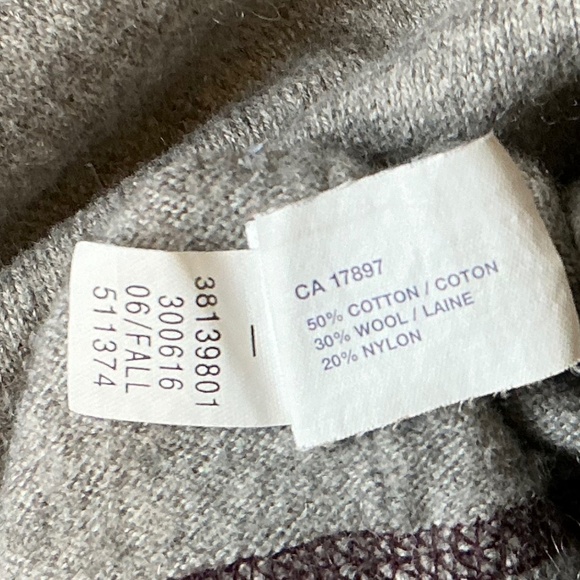 38139801
300616
06/FALL
511374
CA 17897
50% COTTON / COTON
30% WOOL / LAINE
20% NYLON